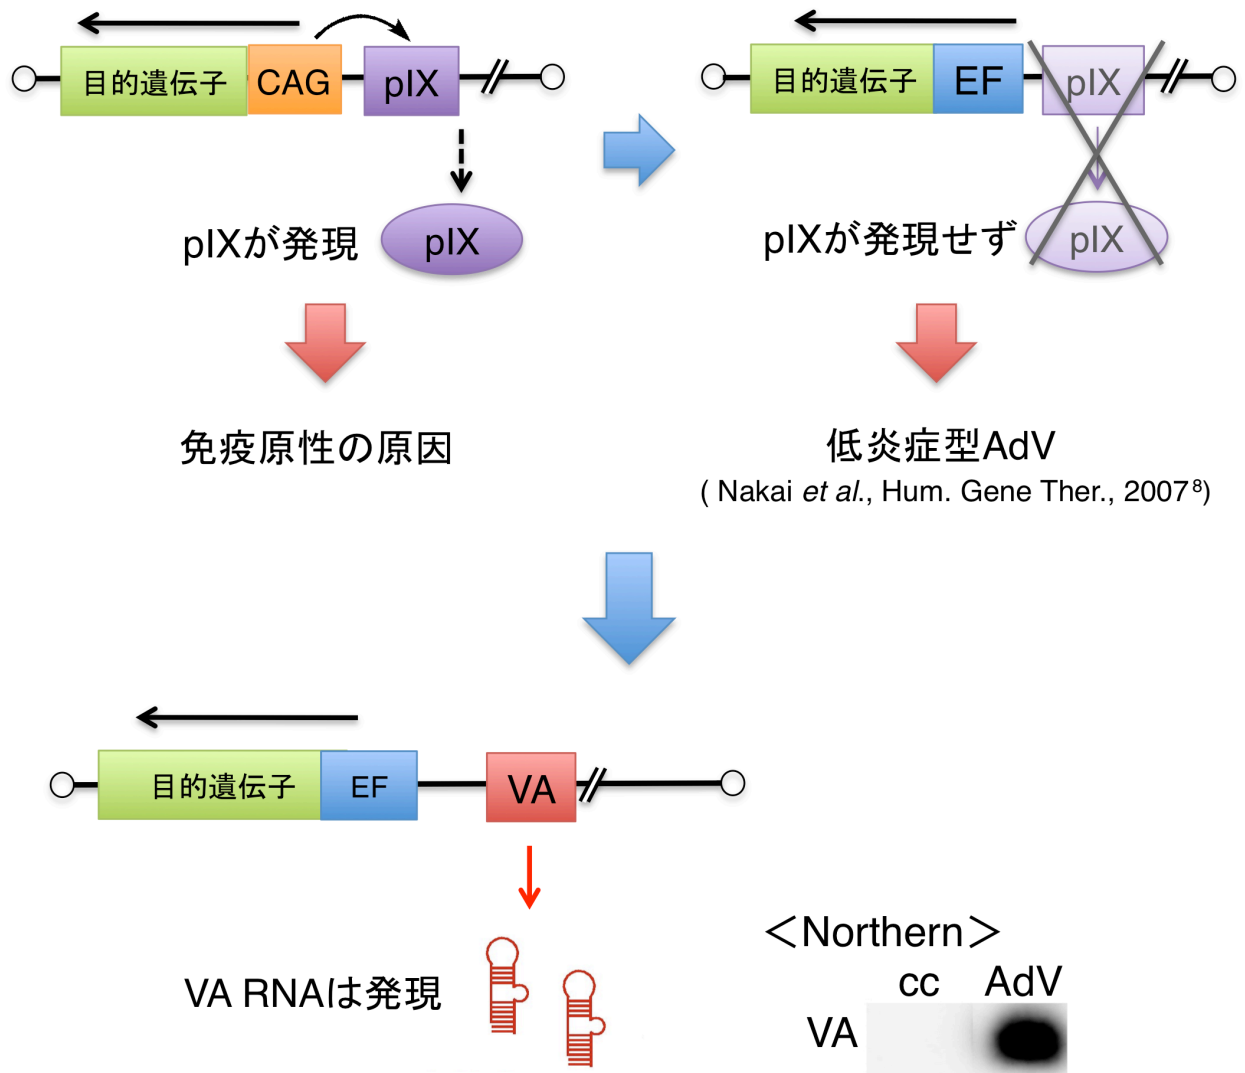 目的遺伝子 CAG pIX
目的遺伝子 EF pIX
pIXが発現 pIX
pIXが発現せず pIX
免疫原性の原因
低炎症型AdV
( Nakai et al., Hum. Gene Ther., 2007⁸)
目的遺伝子 EF VA
VA RNAは発現
＜Northern＞
cc AdV
VA